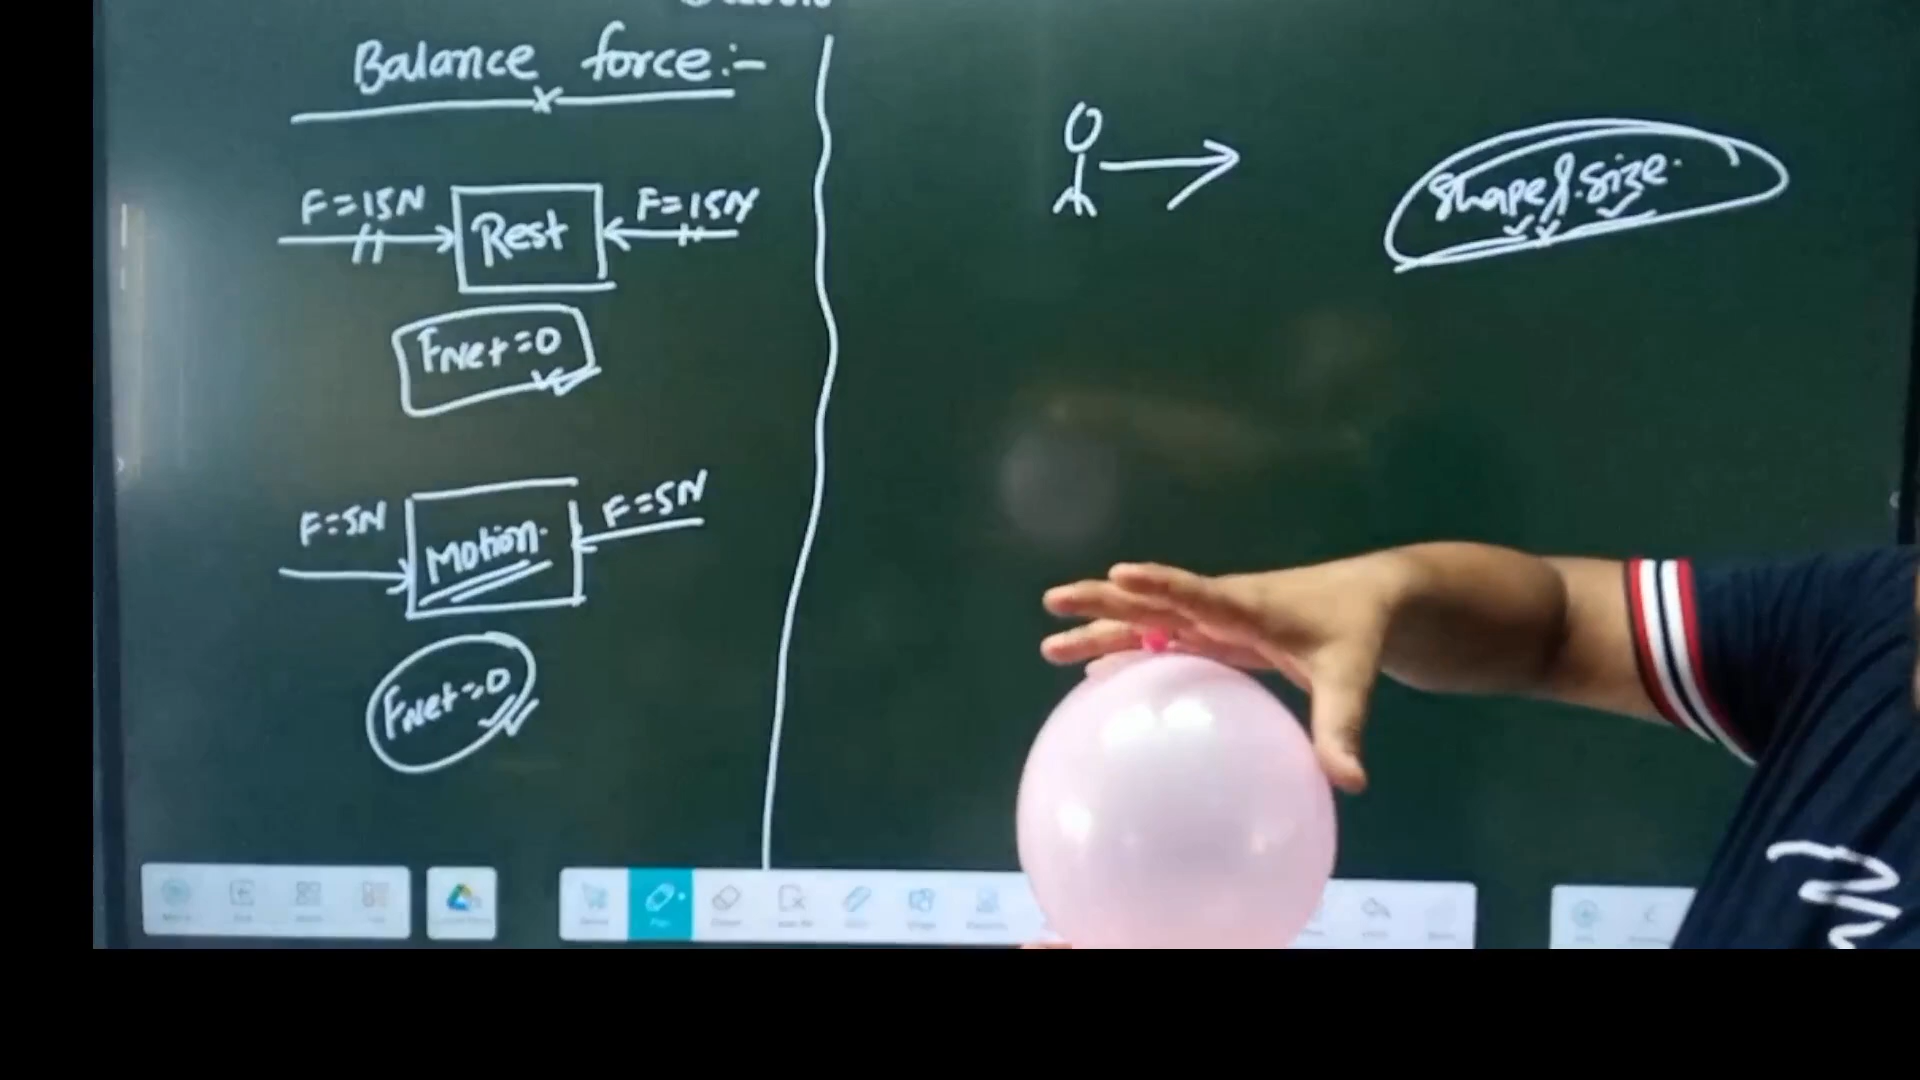 Balance force:-
F=15N Rest F=15N
FNet=0
F=5N Motion. F=5N
FNet=0
Shape & size.